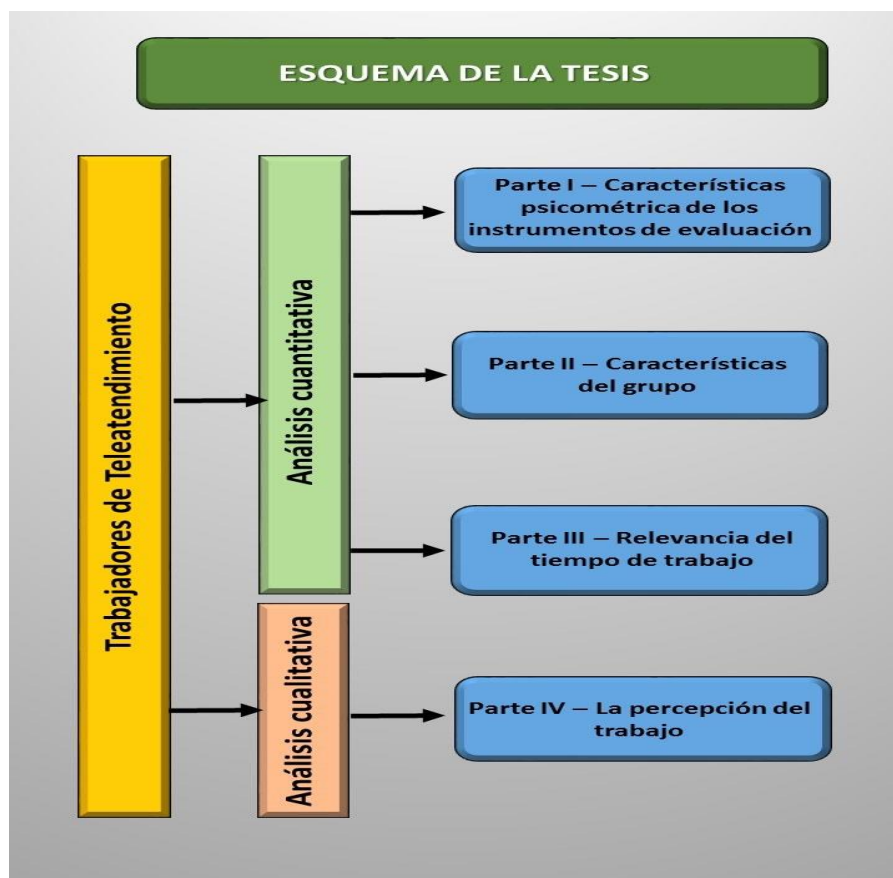 ESQUEMA DE LA TESIS
Trabajadores de Teleatendimiento
Análisis cuantitativa
Parte I – Características
psicométrica de los
instrumentos de evaluación
Parte II – Características
del grupo
Parte III – Relevancia del
tiempo de trabajo
Análisis cualitativa
Parte IV – La percepción del
trabajo